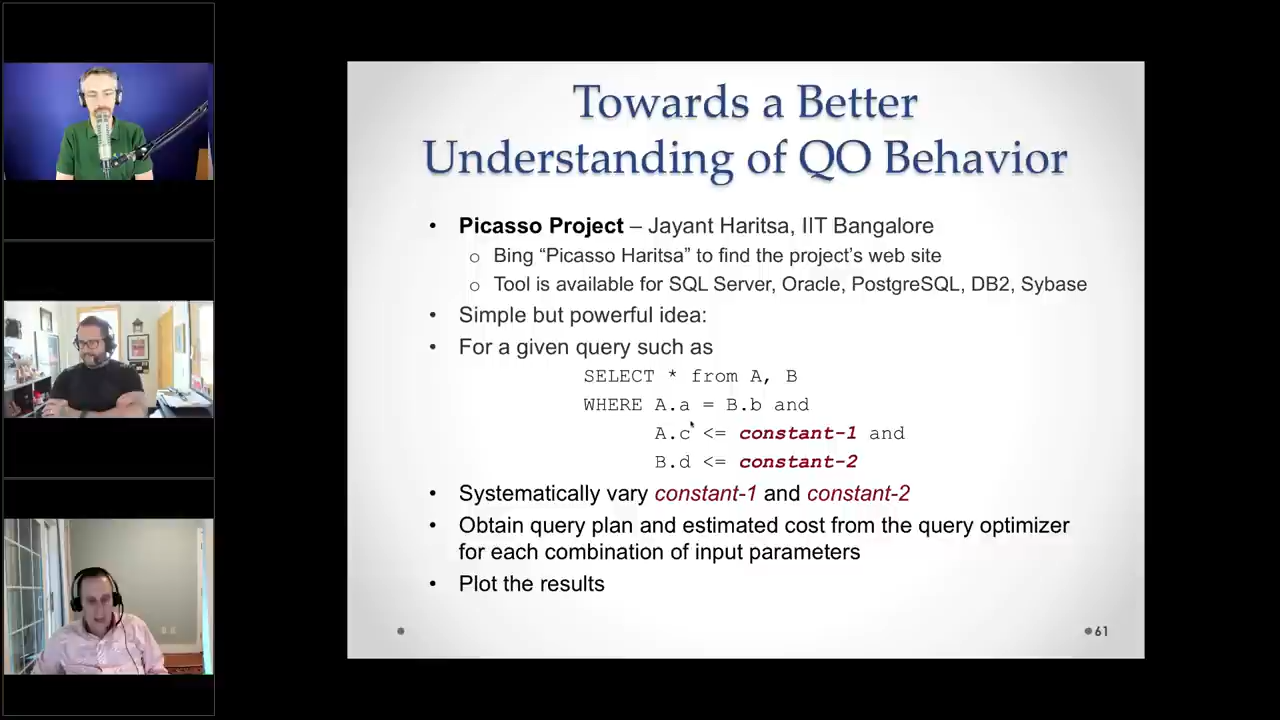 Towards a Better
Understanding of QO Behavior
• Picasso Project – Jayant Haritsa, IIT Bangalore
o Bing “Picasso Haritsa” to find the project’s web site
o Tool is available for SQL Server, Oracle, PostgreSQL, DB2, Sybase
• Simple but powerful idea:
• For a given query such as
SELECT * from A, B
WHERE A.a = B.b and
A.c <= constant-1 and
B.d <= constant-2
• Systematically vary constant-1 and constant-2
• Obtain query plan and estimated cost from the query optimizer
for each combination of input parameters
• Plot the results
61